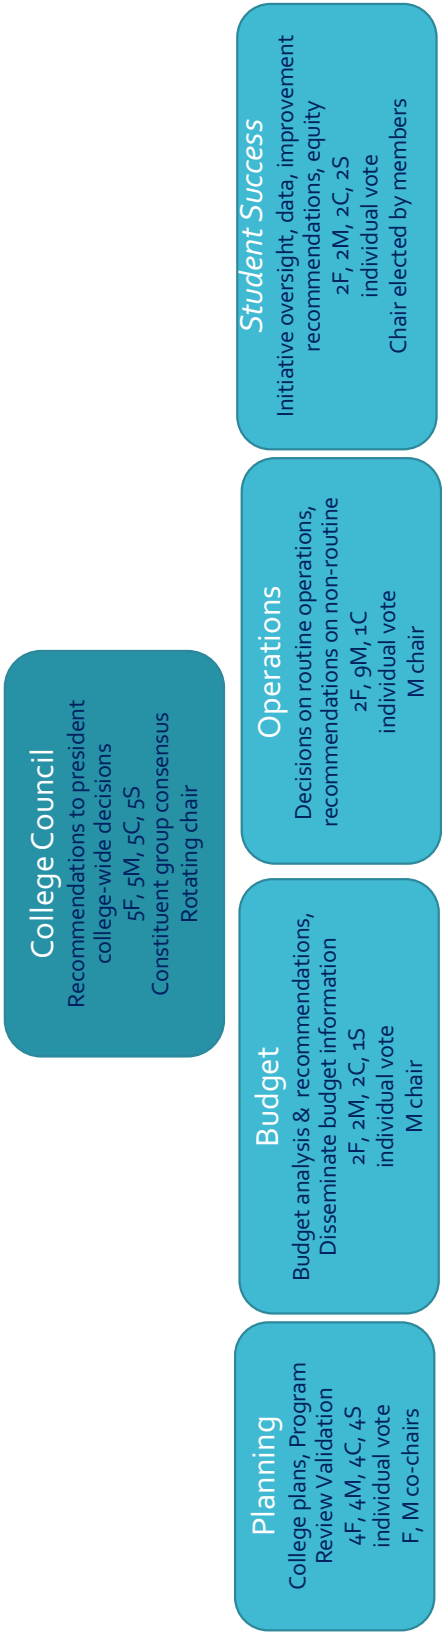 College Council
Recommendations to president
college-wide decisions
5F, 5M, 5C, 5S
Constituent group consensus
Rotating chair
Planning
College plans, Program
Review Validation
4F, 4M, 4C, 4S
individual vote
F, M co-chairs
Budget
Budget analysis & recommendations,
Disseminate budget information
2F, 2M, 2C, 1S
individual vote
M chair
Operations
Decisions on routine operations,
recommendations on non-routine
2F, 9M, 1C
individual vote
M chair
Student Success
Initiative oversight, data, improvement
recommendations, equity
2F, 2M, 2C, 2S
individual vote
Chair elected by members